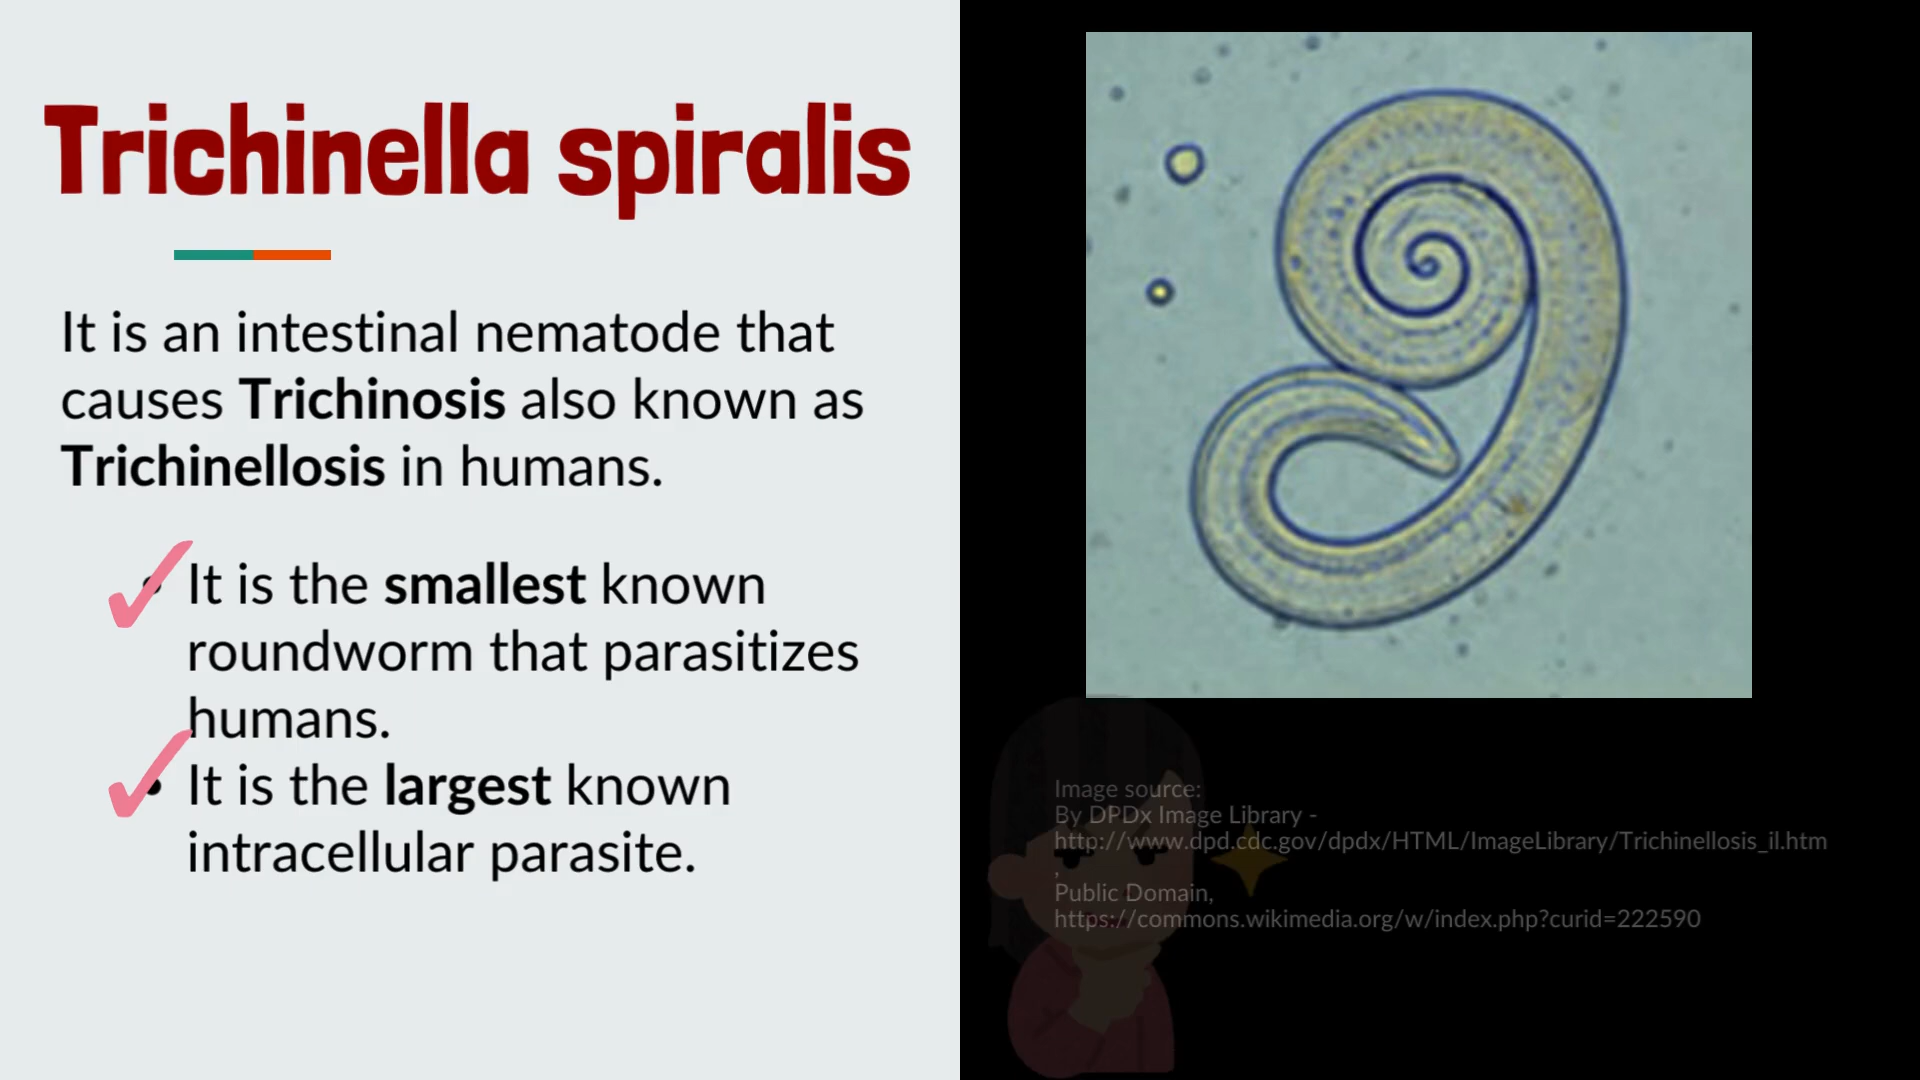 Trichinella spiralis
It is an intestinal nematode that
causes Trichinosis also known as
Trichinellosis in humans.
It is the smallest known
roundworm that parasitizes
humans.
It is the largest known
intracellular parasite.
Image source:
By DPDx Image Library -
http://www.dpd.cdc.gov/dpdx/HTML/ImageLibrary/Trichinellosis_il.htm
,
Public Domain,
https://commons.wikimedia.org/w/index.php?curid=222590